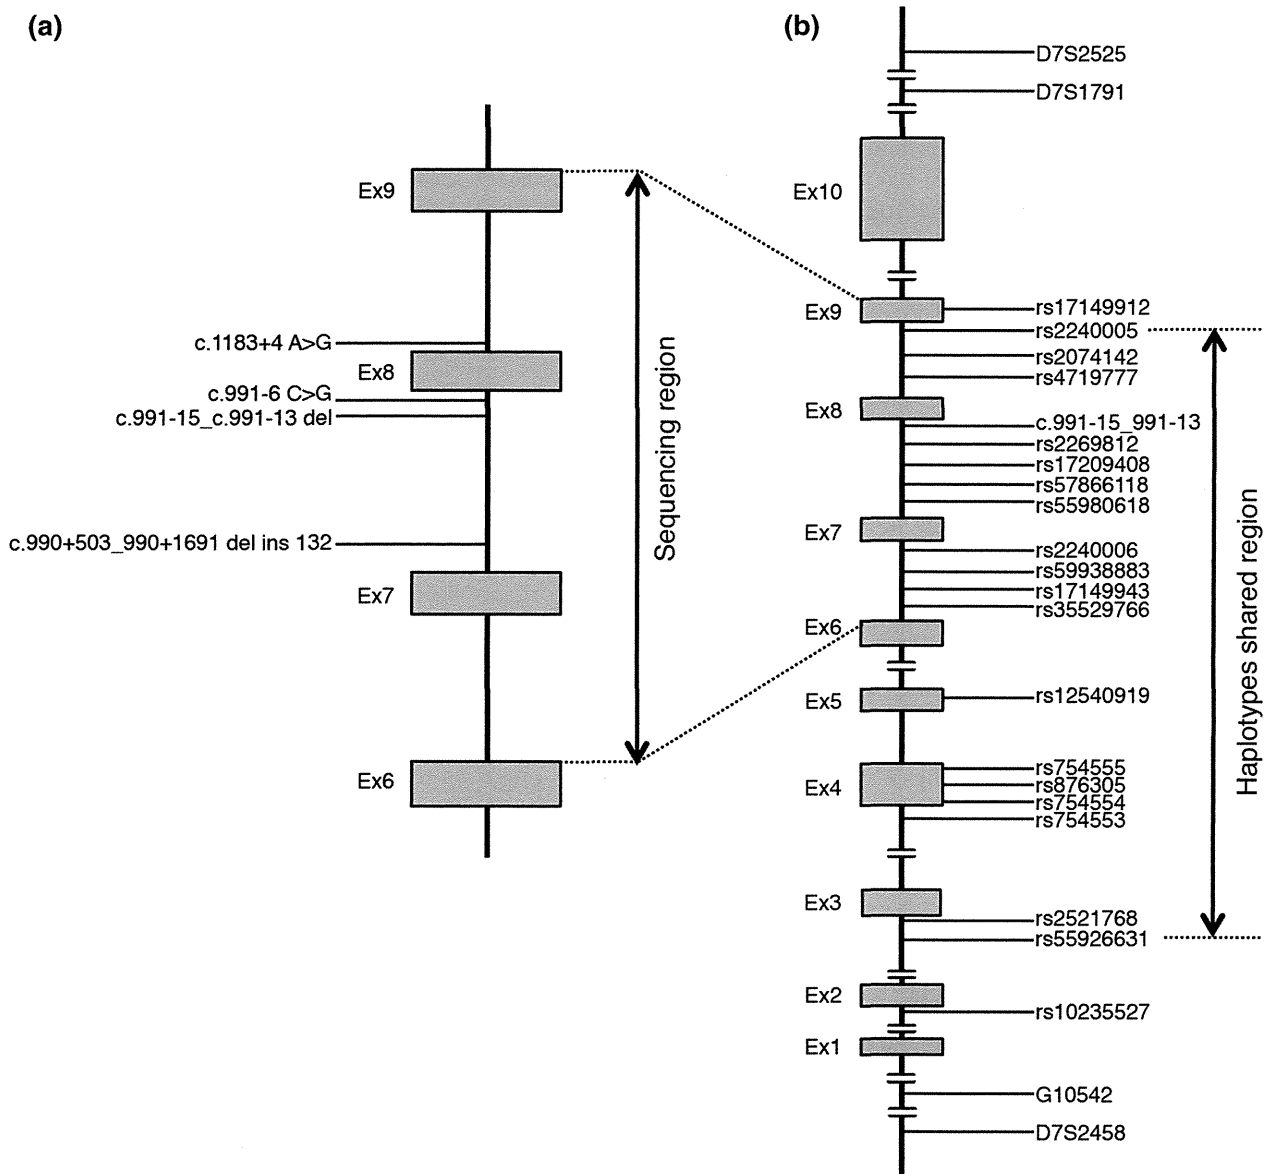 (a)
Ex9
c.1183+4 A>G
Ex8
c.991-6 C>G
c.991-15_c.991-13 del
c.990+503_990+1691 del ins 132
Ex7
Ex6
Sequencing region
(b)
D7S2525
D7S1791
Ex10
Ex9
rs17149912
rs2240005
rs2074142
rs4719777
Ex8
c.991-15_991-13
rs2269812
rs17209408
rs57866118
rs55980618
Ex7
rs2240006
rs59938883
rs17149943
rs35529766
Ex6
Ex5
rs12540919
rs754555
Ex4
rs876305
rs754554
rs754553
Ex3
rs2521768
rs55926631
Ex2
rs10235527
Ex1
G10542
D7S2458
Haplotypes shared region